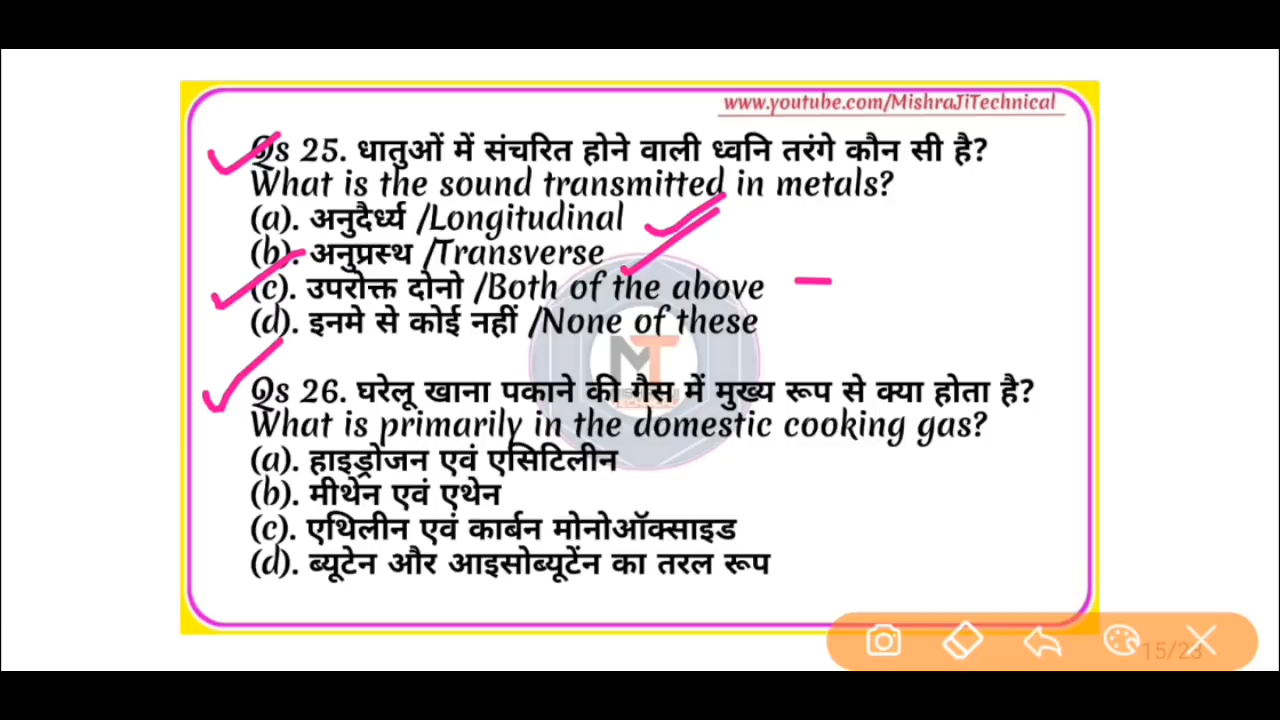 www.youtube.com/MishraJiTechnical
Qs 25. धातुओं में संचरित होने वाली ध्वनि तरंगे कौन सी है?
What is the sound transmitted in metals?
(a). अनुदैर्ध्य /Longitudinal
(b). अनुप्रस्थ /Transverse
(c). उपरोक्त दोनो /Both of the above
(d). इनमे से कोई नहीं /None of these
Qs 26. घरेलू खाना पकाने की गैस में मुख्य रूप से क्या होता है?
What is primarily in the domestic cooking gas?
(a). हाइड्रोजन एवं एसिटिलीन
(b). मीथेन एवं एथेन
(c). एथिलीन एवं कार्बन मोनोऑक्साइड
(d). ब्यूटेन और आइसोब्यूटेंन का तरल रूप
15/23